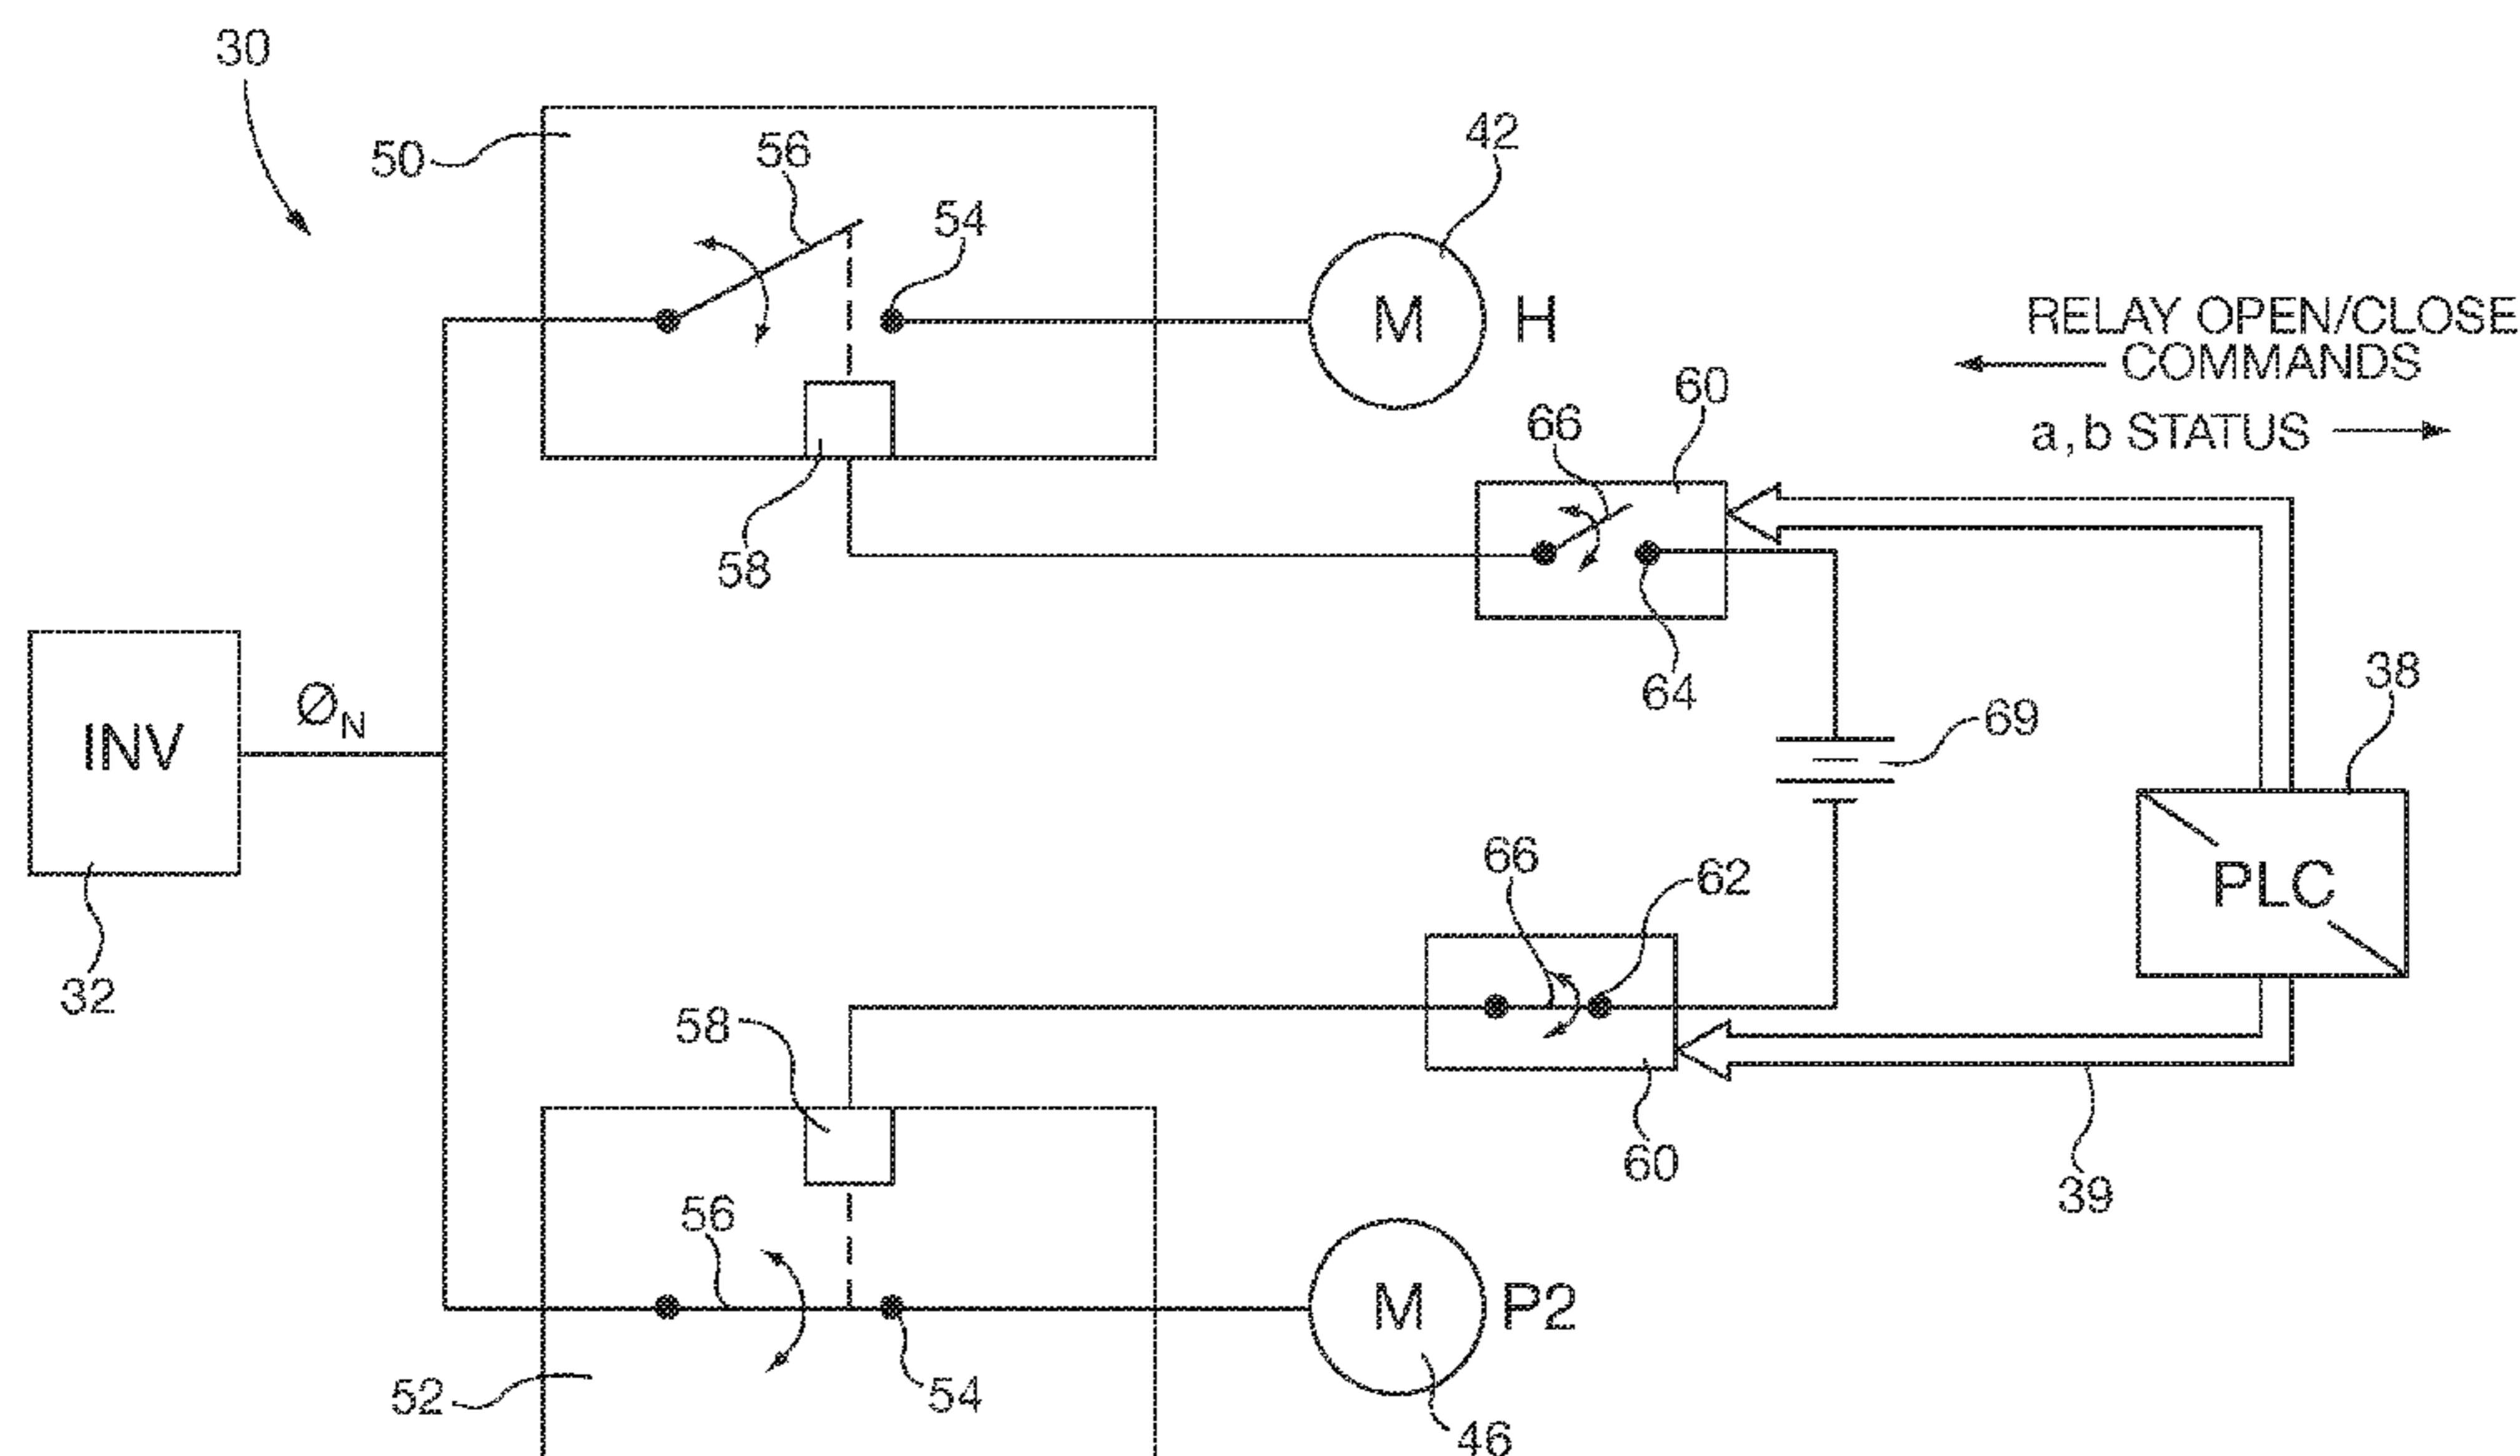 30
50
56
54
42
M
H
RELAY OPEN/CLOSE
COMMANDS
a,b STATUS
60
66
58
64
38
69
INV
ØN
PLC
32
66
62
58
60
39
56
M
P2
52
54
46